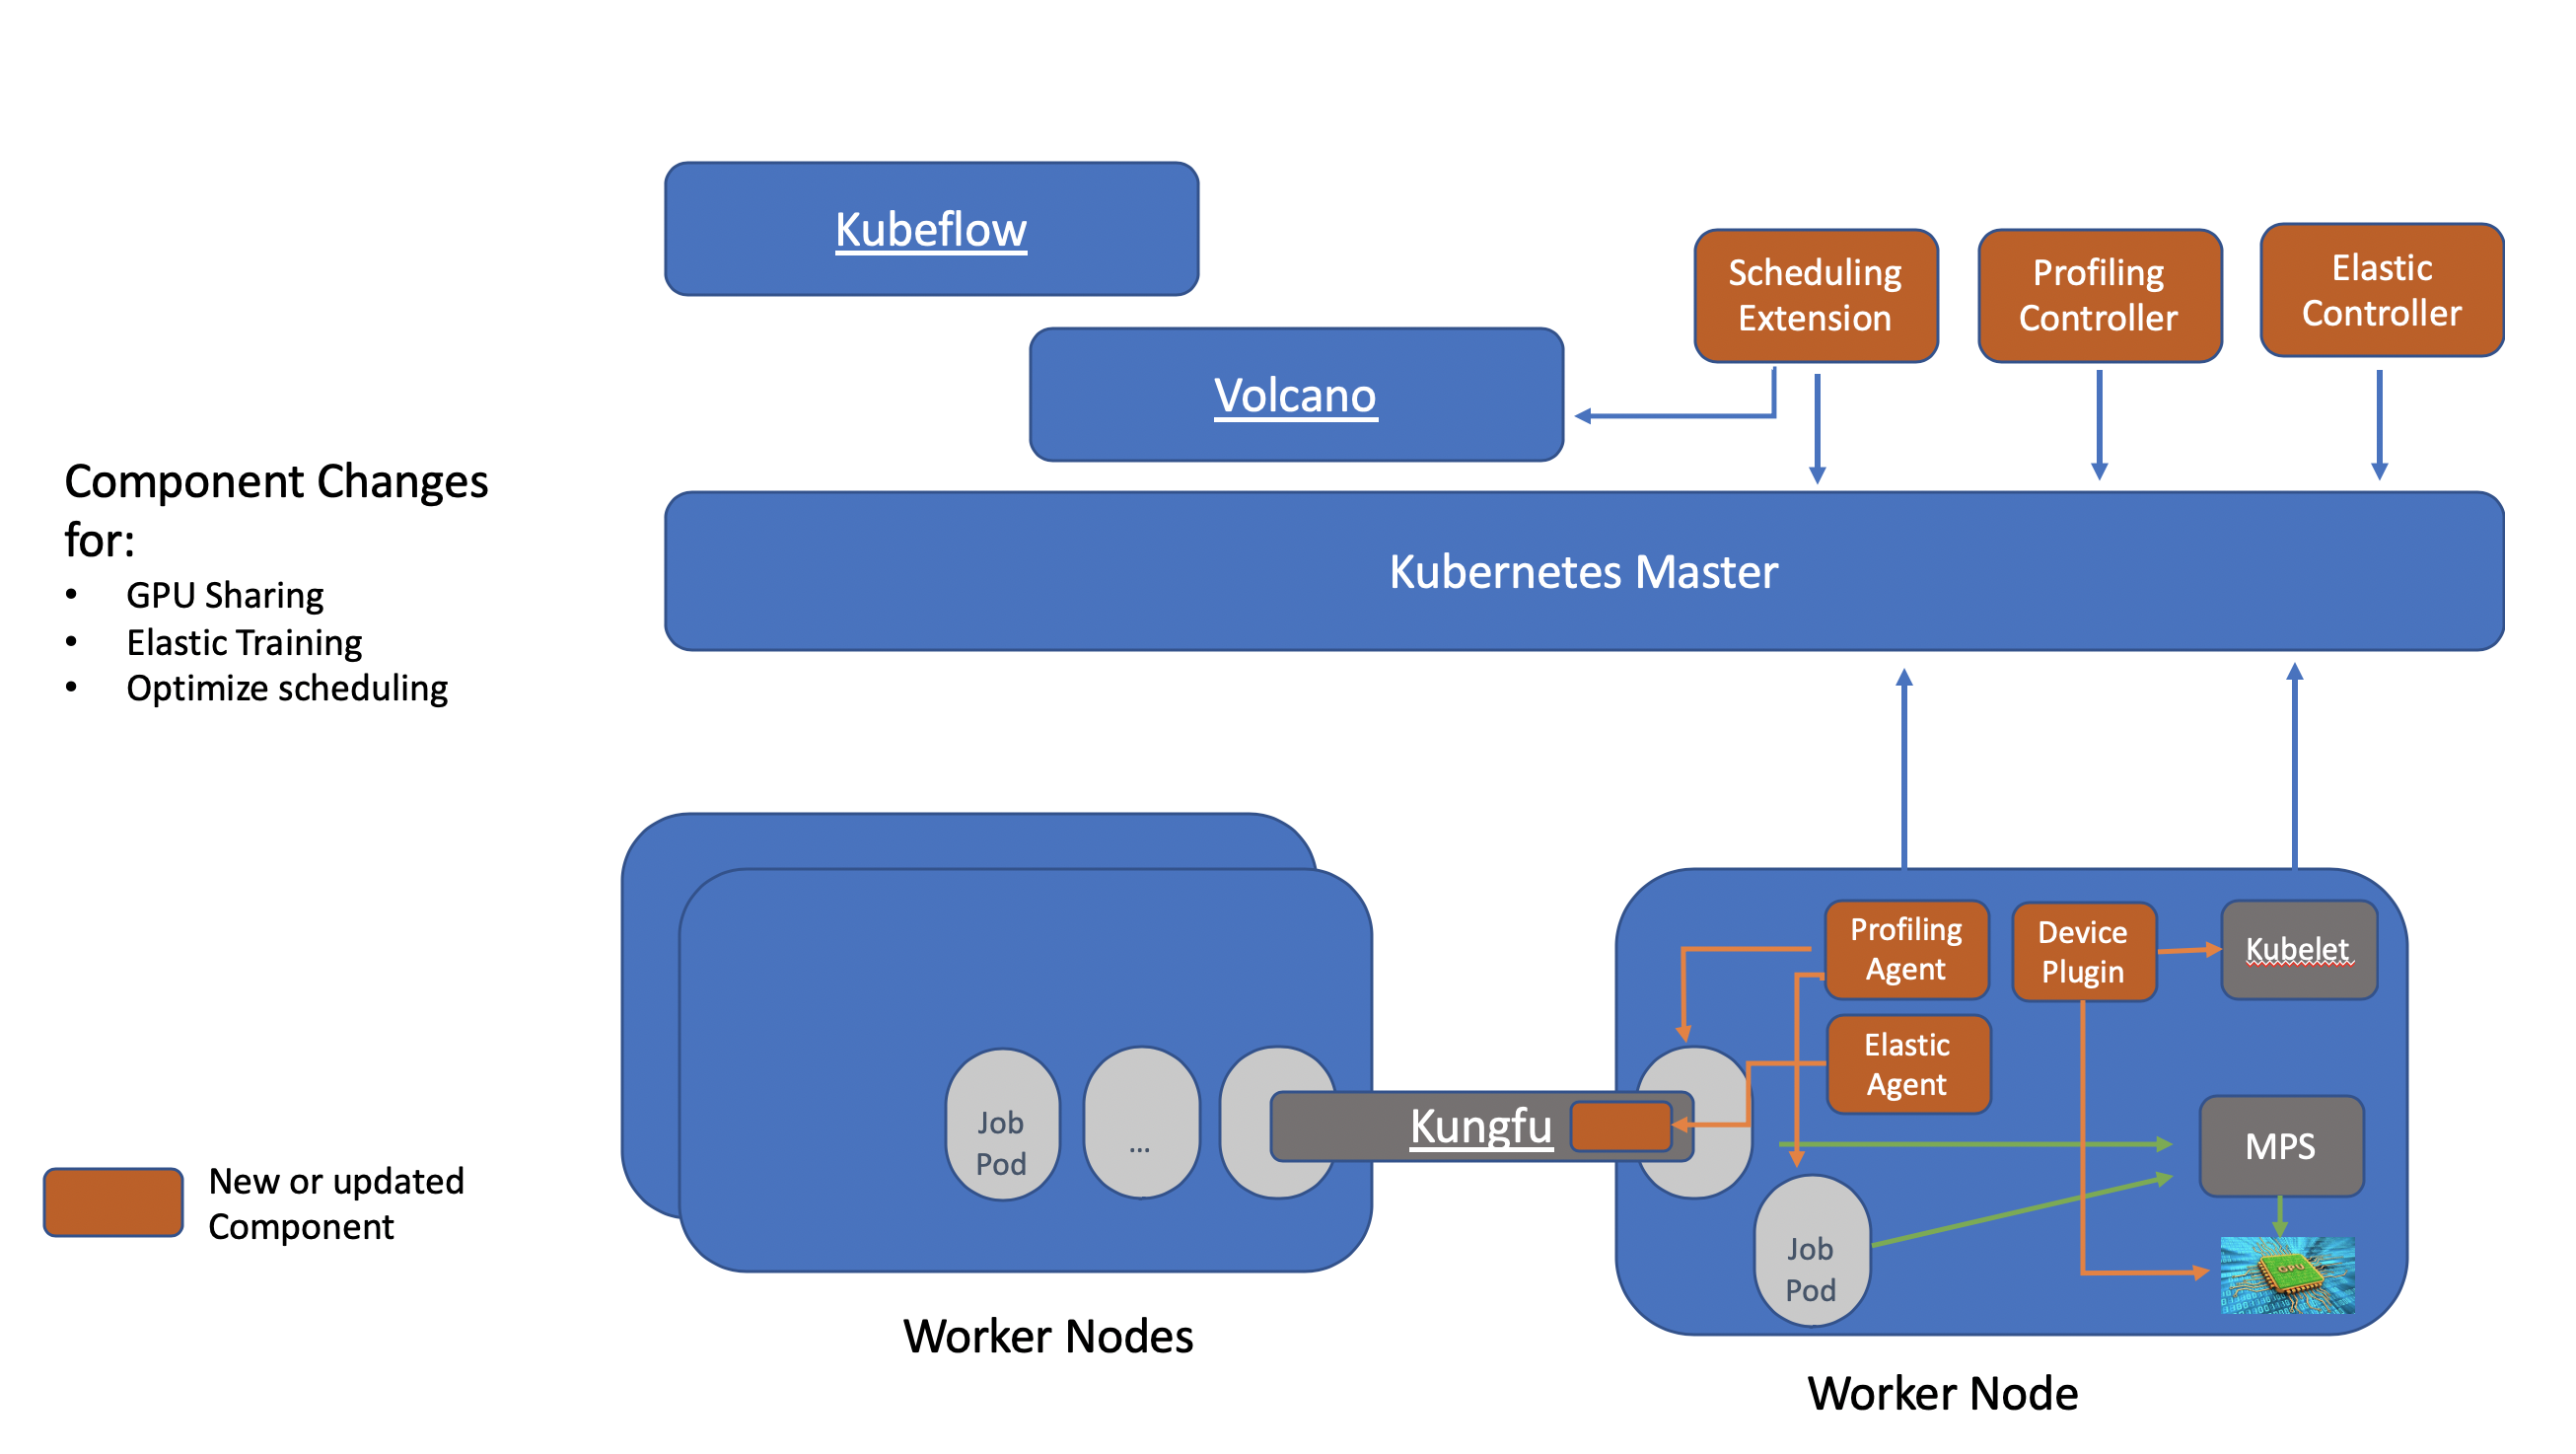 Kubeflow
Scheduling
Extension
Profiling
Controller
Elastic
Controller
Volcano
Component Changes
for:
• GPU Sharing
• Elastic Training
• Optimize scheduling
Kubernetes Master
Profiling
Agent
Device
Plugin
Kubelet
Elastic
Agent
Job
Pod
...
Kungfu
MPS
Job
Pod
GPU
New or updated
Component
Worker Nodes
Worker Node